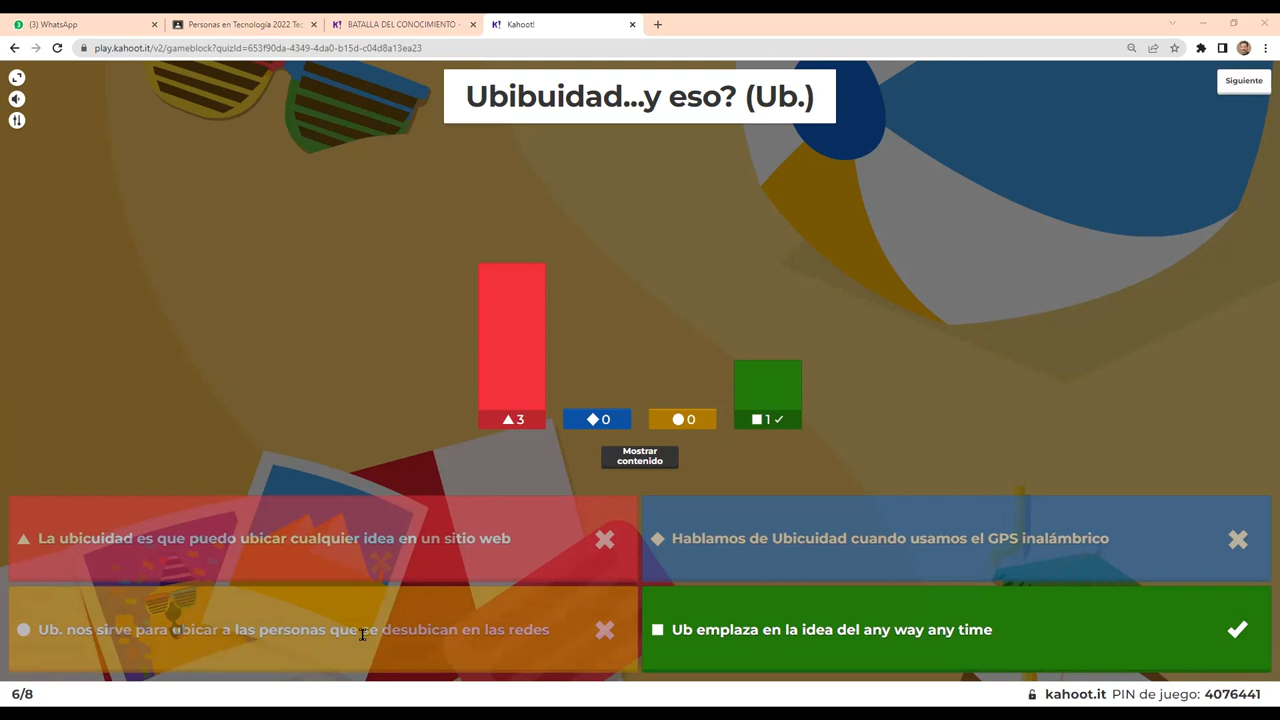 (3) WhatsApp
Personas en Tecnología 2022 Tec
BATALLA DEL CONOCIMIENTO -
Kahoot!
play.kahoot.it/v2/gameblock?quizId=653f90da-4349-4da0-b15d-c04d8a13ea23
Ubibuidad...y eso? (Ub.)
Siguiente
3
0
0
1
Mostrar
contenido
La ubicuidad es que puedo ubicar cualquier idea en un sitio web
Hablamos de Ubicuidad cuando usamos el GPS inalámbrico
Ub. nos sirve para ubicar a las personas que se desubican en las redes
Ub emplaza en la idea del any way any time
6/8
kahoot.it PIN de juego: 4076441